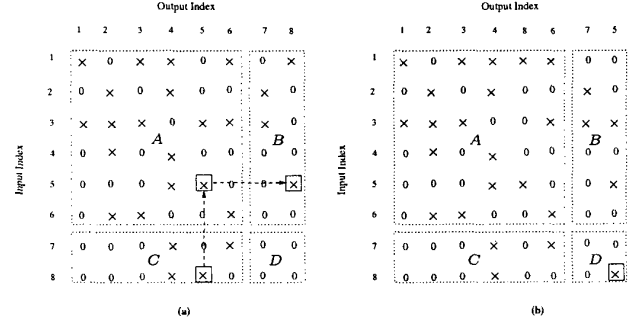 Output Index
1 2 3 4 5 6 7 8
Input Index
1 × 0 × × 0 × 0 ×
2 0 × 0 × 0 0 × 0
3 × × × 0 × × × 0
A B
4 0 × 0 × 0 0 0 0
5 0 0 0 × × 0 0 ×
6 0 × × 0 0 × 0 0
7 0 0 0 × 0 × 0 0
C D
8 0 0 0 × × 0 0 0
(a)
Output Index
1 2 3 4 8 6 7 5
Input Index
1 × 0 × × × × 0 0
2 0 × 0 × 0 0 × 0
3 × × × 0 0 × × ×
A B
4 0 × 0 × 0 0 0 0
5 0 0 0 × × 0 0 ×
6 0 × × 0 0 × 0 0
7 0 0 0 × 0 × 0 0
C D
8 0 0 0 × 0 0 0 ×
(b)